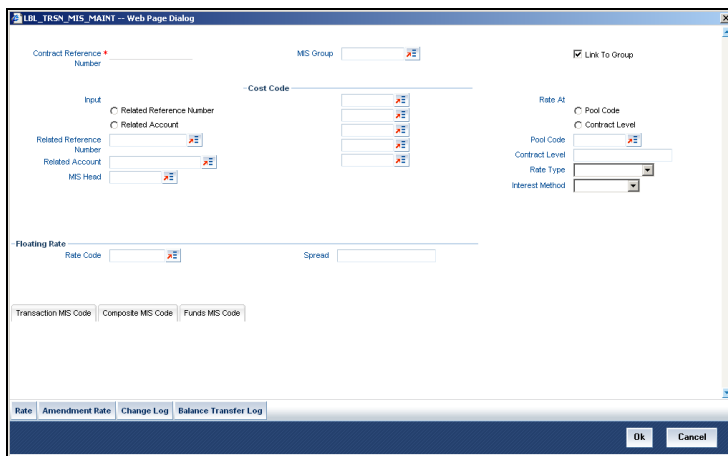 LBL_TRSN_MIS_MAINT -- Web Page Dialog
Contract Reference * Number
MIS Group
Link To Group
Cost Code
Input
Related Reference Number
Related Account
Related Reference Number
Related Account
MIS Head
Rate At
Pool Code
Contract Level
Pool Code
Contract Level
Rate Type
Interest Method
Floating Rate
Rate Code
Spread
Transaction MIS Code
Composite MIS Code
Funds MIS Code
Rate
Amendment Rate
Change Log
Balance Transfer Log
Ok
Cancel